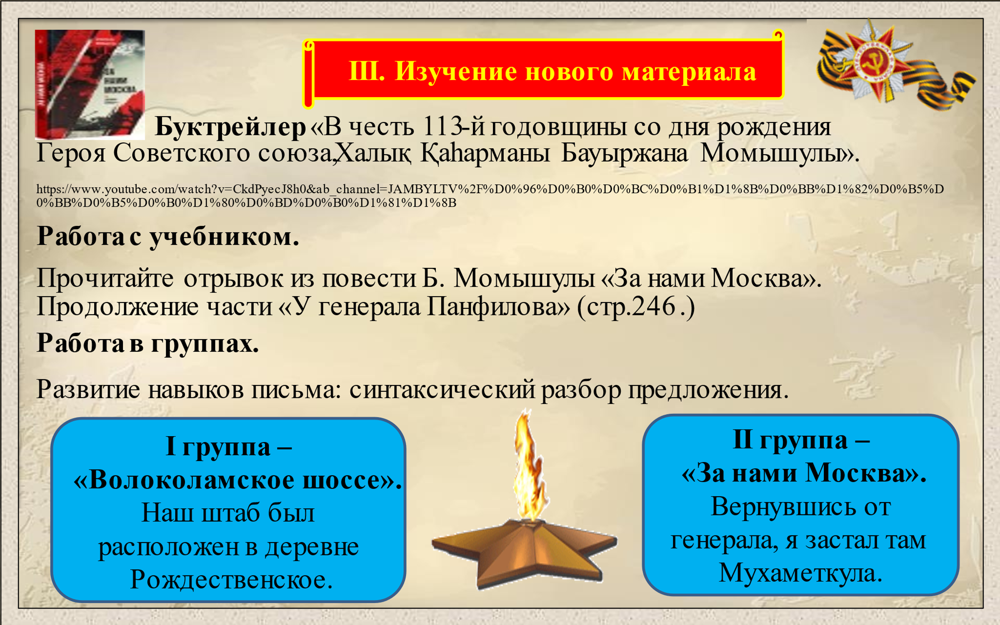 ЗА
НАМИ
МОСКВА
III. Изучение нового материала
Буктрейлер «В честь 113-й годовщины со дня рождения
Героя Советского союза,Халық Қаһарманы Бауыржана Момышулы».
https://www.youtube.com/watch?v=CkdPyecJ8h0&ab_channel=JAMBYLTV%2F%D0%96%D0%B0%D0%BC%D0%B1%D1%8B%D0%BB%D1%82%D0%B5%D
0%BB%D0%B5%D0%B0%D1%80%D0%BD%D0%B0%D1%81%D1%8B
Работа с учебником.
Прочитайте отрывок из повести Б. Момышулы «За нами Москва».
Продолжение части «У генерала Панфилова» (стр.246.)
Работа в группах.
Развитие навыков письма: синтаксический разбор предложения.
I группа –
«Волоколамское шоссе».
Наш штаб был
расположен в деревне
Рождественское.
II группа –
«За нами Москва».
Вернувшись от
генерала, я застал там
Мухаметкула.